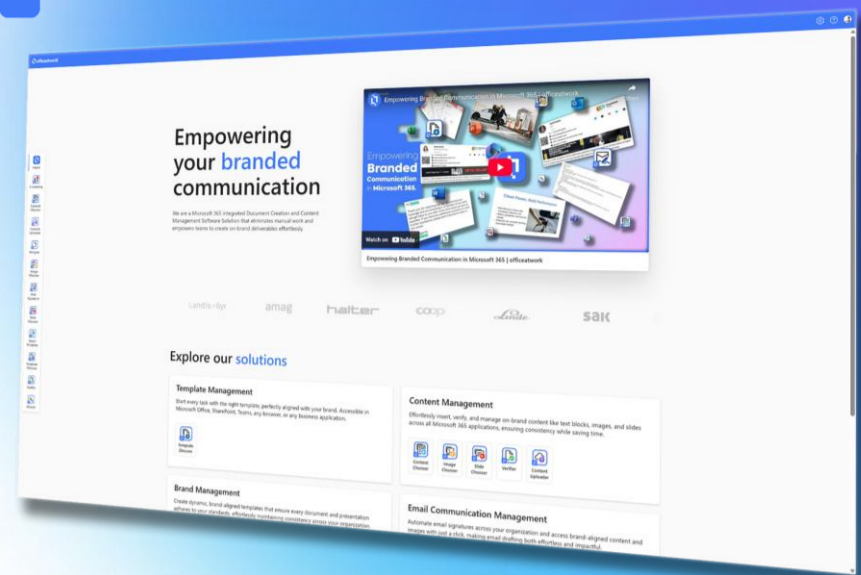 officeatwork
Empowering
your branded
communication
We are a Microsoft 365 integrated Document Creation and Content
Management Software Solution that eliminates manual work and
empowers teams to create on-brand deliverables effortlessly
Empowering Branded Communication in Microsoft 365 | officeatwork
Empowering
Branded
Communication
in Microsoft 365.
Watch on YouTube
Empowering Branded Communication in Microsoft 365 | officeatwork
Landis+Gyr
amag
halter
coop
Linde
sak
Explore our solutions
Template Management
Start every task with the right template, perfectly aligned with your brand. Accessible in
Microsoft Office, SharePoint, Teams, any browser, or any business application.
Template
Chooser
Content Management
Effortlessly insert, verify, and manage on-brand content like text blocks, images, and slides
across all Microsoft 365 applications, ensuring consistency while saving time.
Content
Chooser
Image
Chooser
Slide
Chooser
Verifier
Content
Uploader
Brand Management
Create dynamic, brand-aligned templates that ensure every document and presentation
adheres to your standards, effortlessly maintaining consistency across your organization.
Email Communication Management
Automate email signatures across your organization and access brand-aligned content and
images with just a click, making email drafting both effortless and impactful.